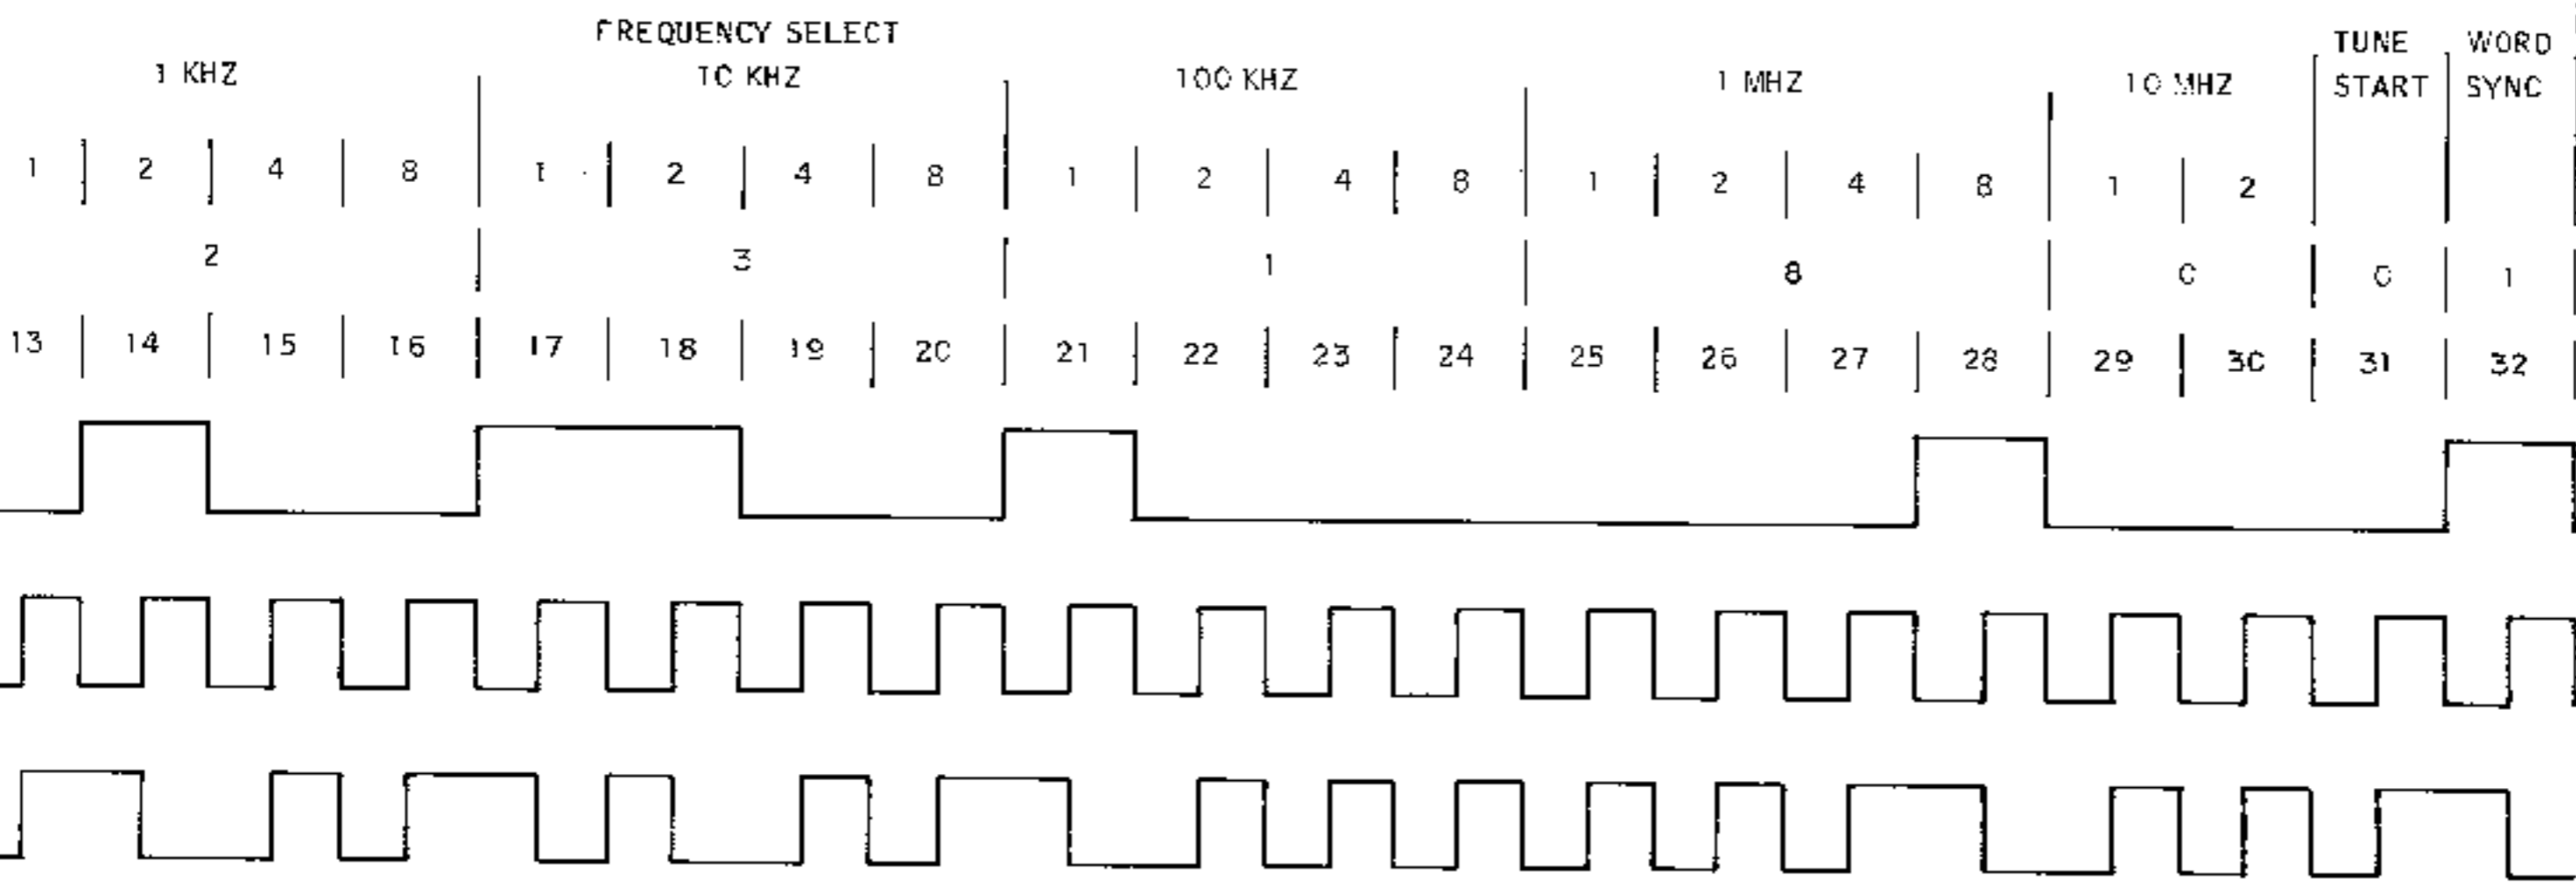 FREQUENCY SELECT
TUNE WORD
1 KHZ 10 KHZ 100 KHZ 1 MHZ 10 MHZ START SYNC
1 2 4 8 1 2 4 8 1 2 4 8 1 2 4 8 1 2
2 3 1 8 0 0 1
13 14 15 16 17 18 19 20 21 22 23 24 25 26 27 28 29 30 31 32